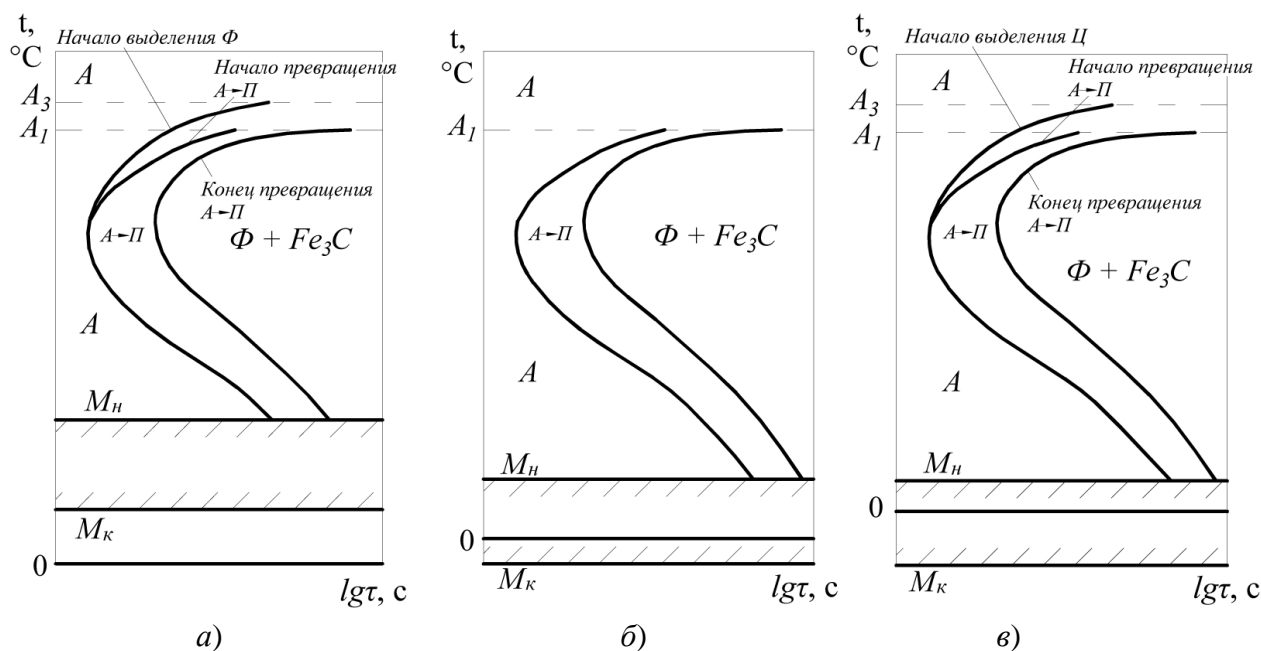 t,
°C
Начало выделения Ф
А
Начало превращения
А→П
A₃
A₁
Конец превращения
А→П
А→П
Ф + Fe₃C
А
Mн
Mк
0
lgτ, с
а)
t,
°C
А
A₁
А→П
Ф + Fe₃C
А
Mн
0
Mк
lgτ, с
б)
t,
°C
Начало выделения Ц
А
Начало превращения
А→П
A₃
A₁
Конец превращения
А→П
А→П
Ф + Fe₃C
А
Mн
0
Mк
lgτ, с
в)